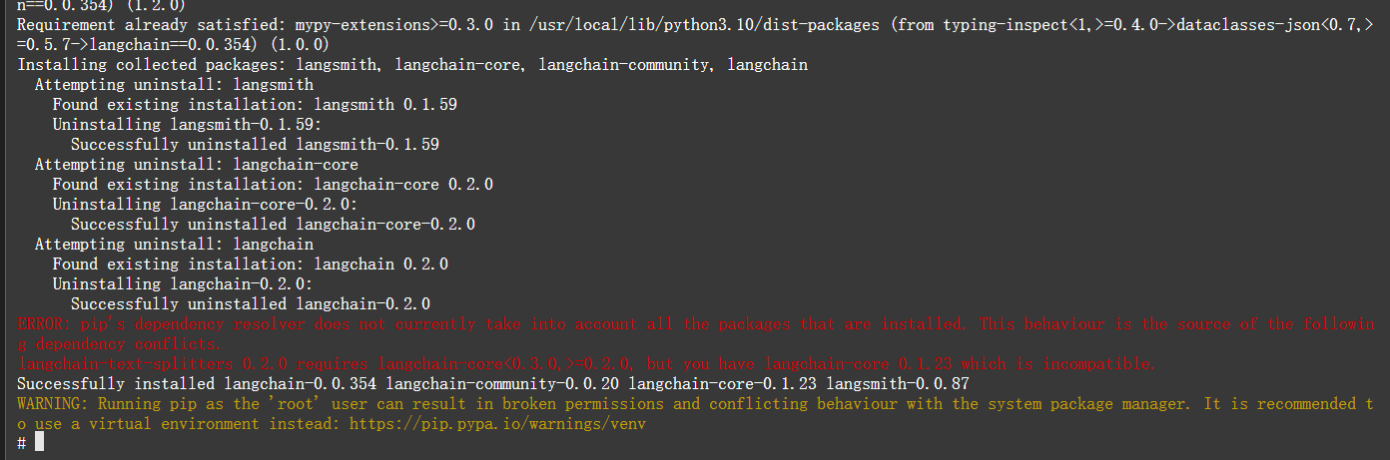 n==0.0.354) (1.2.0)
Requirement already satisfied: mypy-extensions>=0.3.0 in /usr/local/lib/python3.10/dist-packages (from typing-inspect<1,>=0.4.0->dataclasses-json<0.7,>
=0.5.7->langchain==0.0.354) (1.0.0)
Installing collected packages: langsmith, langchain-core, langchain-community, langchain
  Attempting uninstall: langsmith
    Found existing installation: langsmith 0.1.59
    Uninstalling langsmith-0.1.59:
      Successfully uninstalled langsmith-0.1.59
  Attempting uninstall: langchain-core
    Found existing installation: langchain-core 0.2.0
    Uninstalling langchain-core-0.2.0:
      Successfully uninstalled langchain-core-0.2.0
  Attempting uninstall: langchain
    Found existing installation: langchain 0.2.0
    Uninstalling langchain-0.2.0:
      Successfully uninstalled langchain-0.2.0
ERROR: pip's dependency resolver does not currently take into account all the packages that are installed. This behaviour is the source of the followin
g dependency conflicts.
langchain-text-splitters 0.2.0 requires langchain-core<0.3.0,>=0.2.0, but you have langchain-core 0.1.23 which is incompatible.
Successfully installed langchain-0.0.354 langchain-community-0.0.20 langchain-core-0.1.23 langsmith-0.0.87
WARNING: Running pip as the 'root' user can result in broken permissions and conflicting behaviour with the system package manager. It is recommended t
o use a virtual environment instead: https://pip.pypa.io/warnings/venv
#